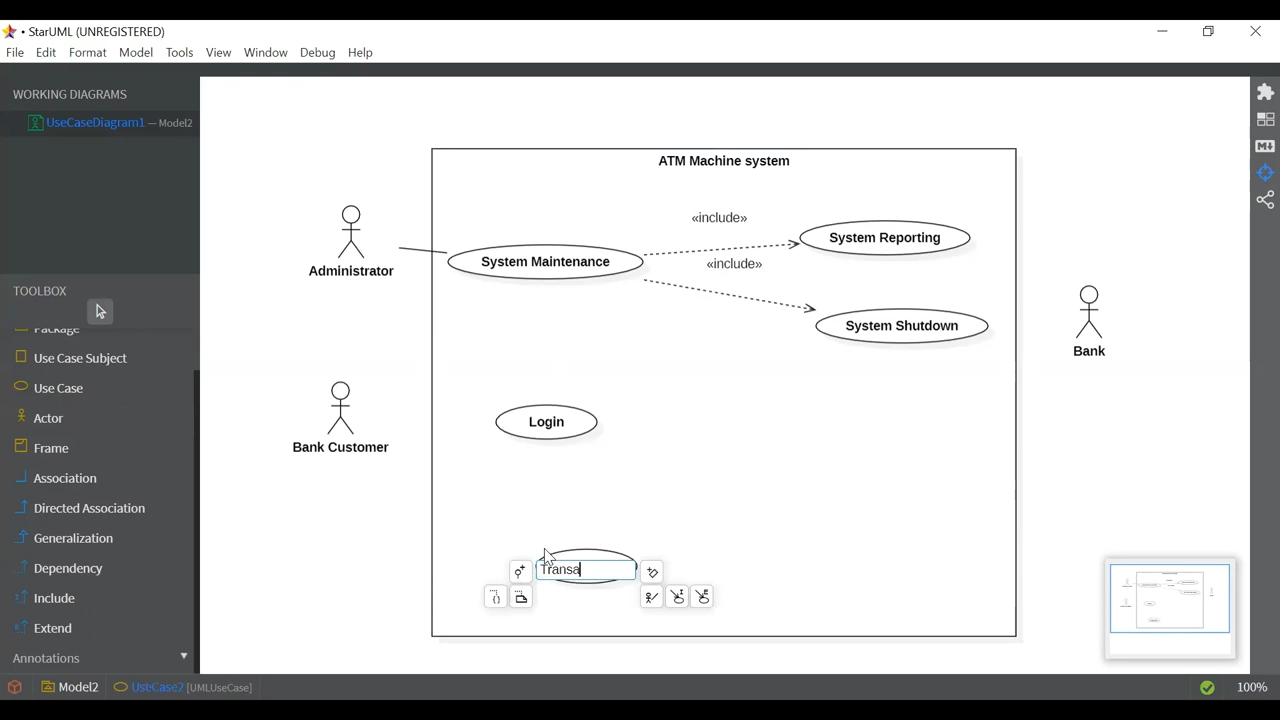 • StarUML (UNREGISTERED)
File Edit Format Model Tools View Window Debug Help
WORKING DIAGRAMS
UseCaseDiagram1 — Model2
TOOLBOX
Package
Use Case Subject
Use Case
Actor
Frame
Association
Directed Association
Generalization
Dependency
Include
Extend
Annotations
ATM Machine system
«include»
System Reporting
Administrator
System Maintenance
«include»
System Shutdown
Bank
Login
Bank Customer
Transa
Model2 UseCase2 [UMLUseCase] 100%